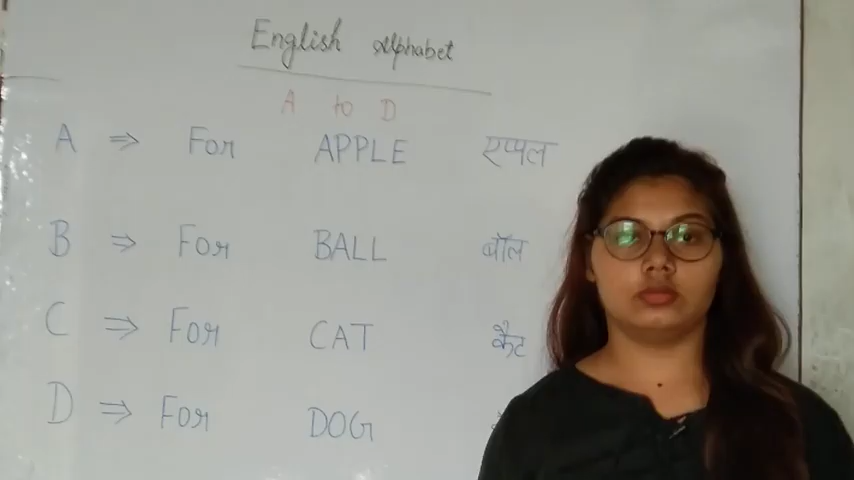 English alphabet
A to D
A ⇒ For APPLE एप्पल
B ⇒ For BALL बॉल
C ⇒ For CAT कैट
D ⇒ For DOG